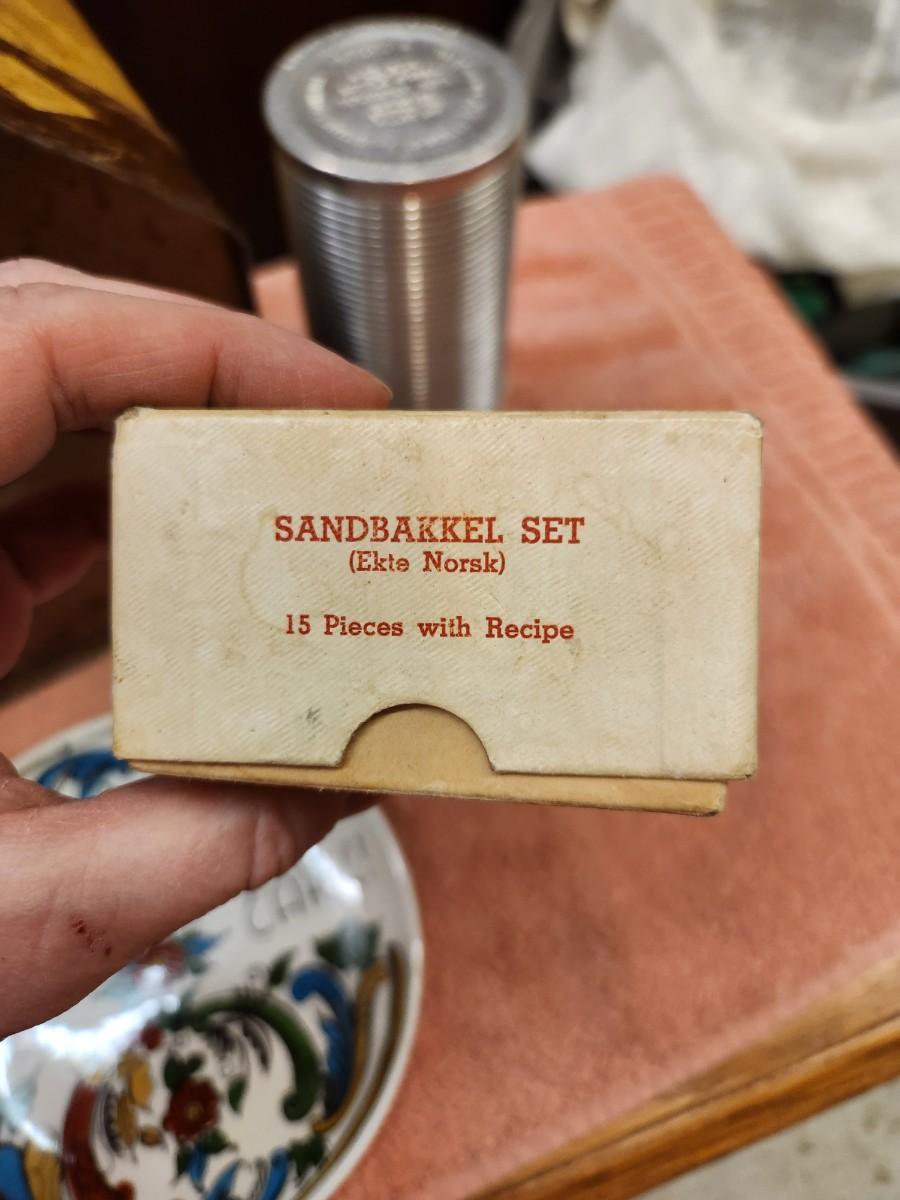 SANDBAKKEL SET
(Ekte Norsk)
15 Pieces with Recipe